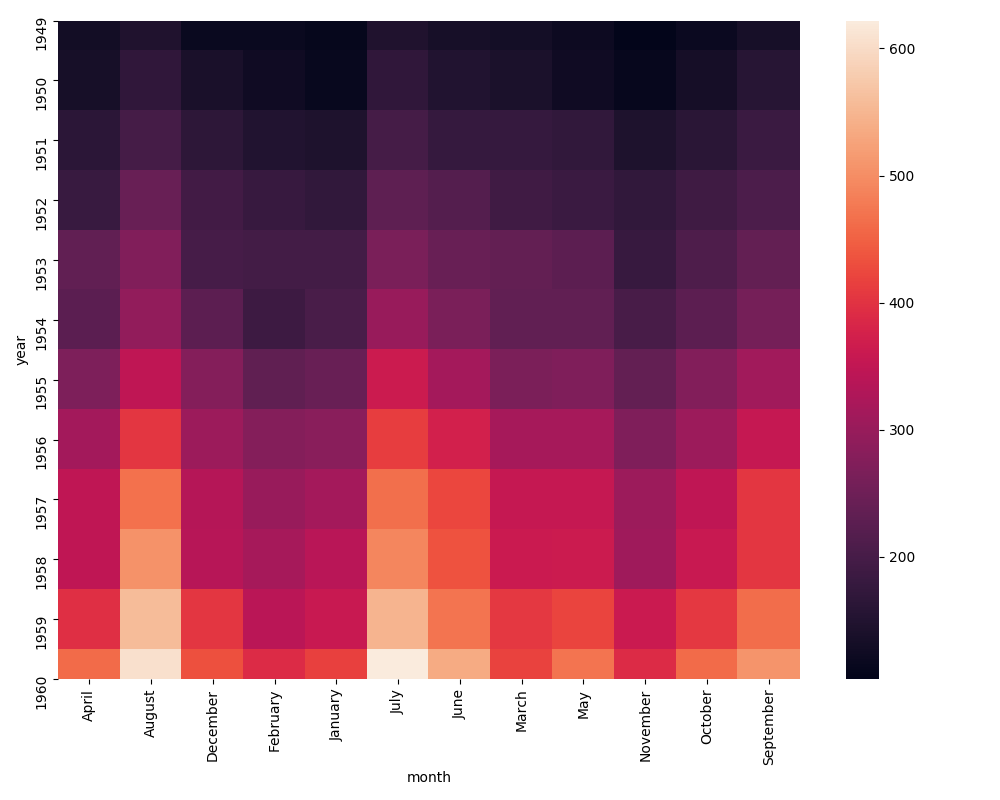 year
1949
1950
1951
1952
1953
1954
1955
1956
1957
1958
1959
1960
April
August
December
February
January
July
June
March
May
November
October
September
month
600
500
400
300
200